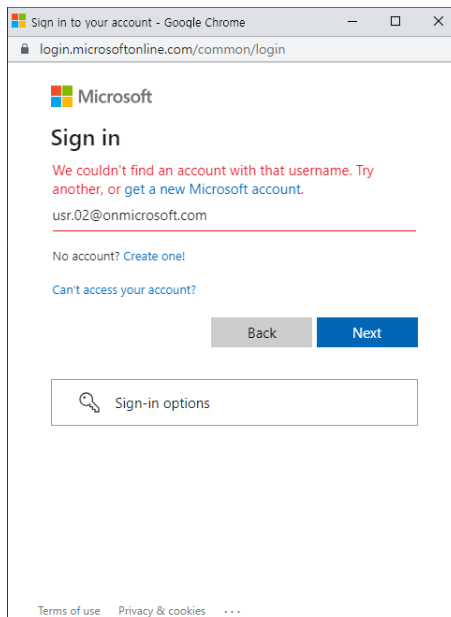 Sign in to your account - Google Chrome
login.microsoftonline.com/common/login
Microsoft
Sign in
We couldn't find an account with that username. Try
another, or get a new Microsoft account.
usr.02@onmicrosoft.com
No account? Create one!
Can't access your account?
Back Next
Sign-in options
Terms of use Privacy & cookies ...